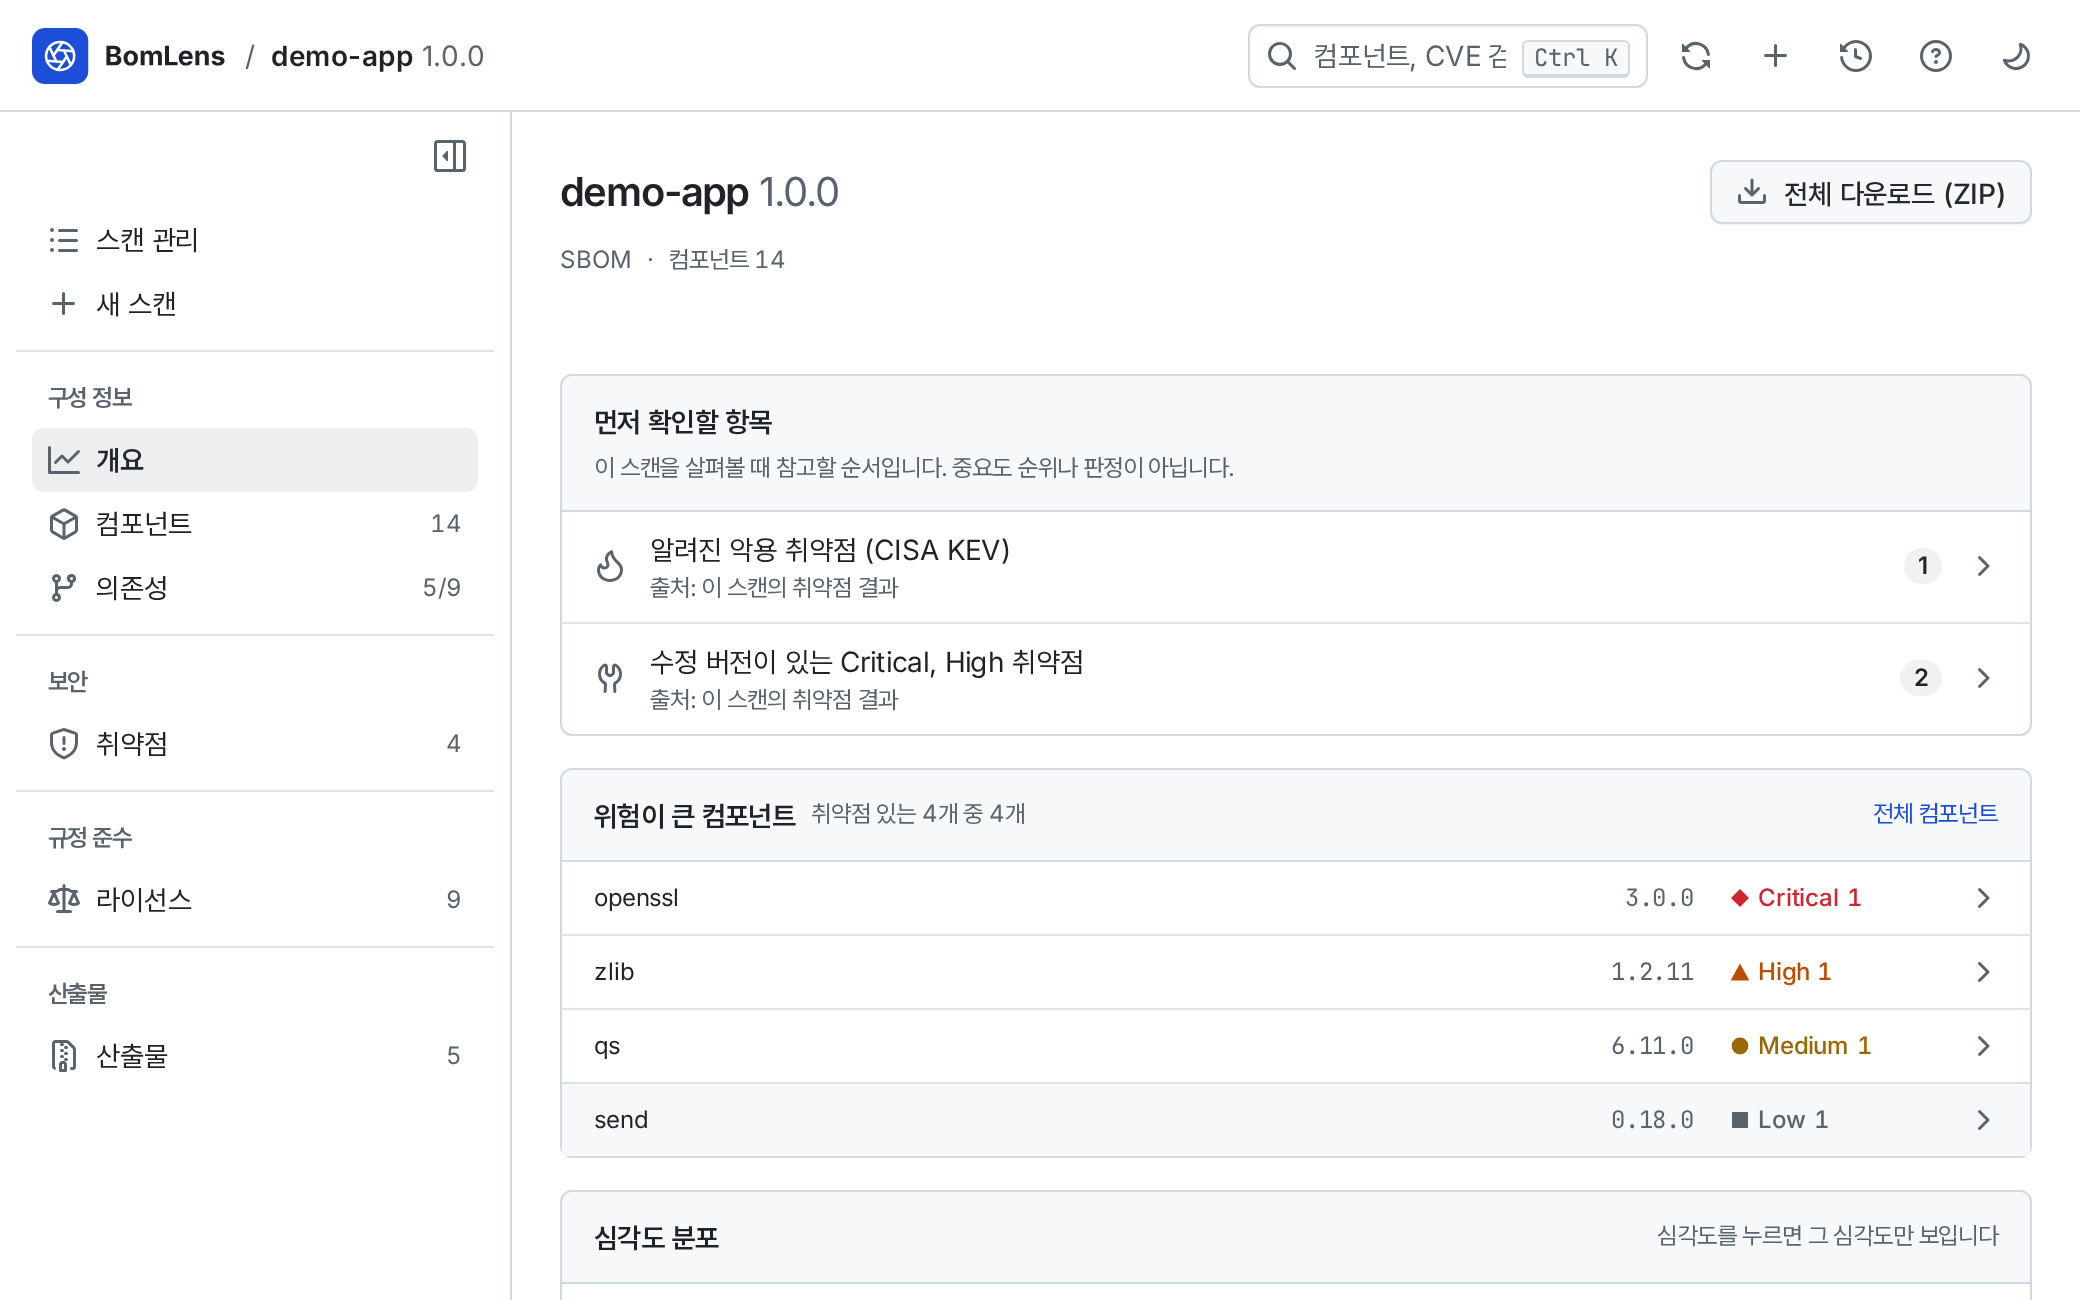 BomLens / demo-app 1.0.0
컴포넌트, CVE 검 Ctrl K
스캔 관리
새 스캔
구성 정보
개요
컴포넌트 14
의존성 5/9
보안
취약점 4
규정 준수
라이선스 9
산출물
산출물 5
demo-app 1.0.0
전체 다운로드 (ZIP)
SBOM · 컴포넌트 14
먼저 확인할 항목
이 스캔을 살펴볼 때 참고할 순서입니다. 중요도 순위나 판정이 아닙니다.
알려진 악용 취약점 (CISA KEV) 1
출처: 이 스캔의 취약점 결과
수정 버전이 있는 Critical, High 취약점 2
출처: 이 스캔의 취약점 결과
위험이 큰 컴포넌트 취약점 있는 4개 중 4개 전체 컴포넌트
openssl 3.0.0 Critical 1
zlib 1.2.11 High 1
qs 6.11.0 Medium 1
send 0.18.0 Low 1
심각도 분포 심각도를 누르면 그 심각도만 보입니다